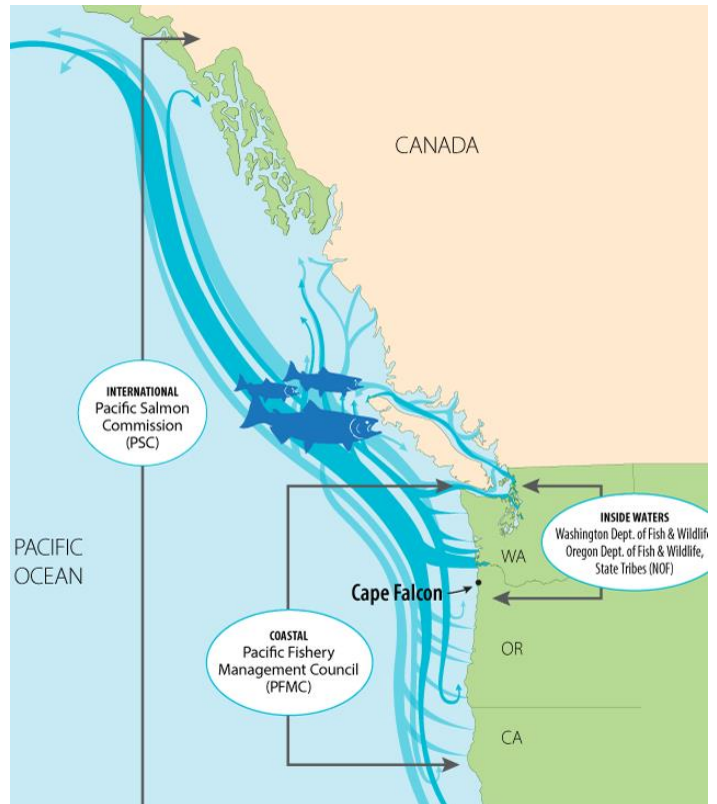 CANADA
INTERNATIONAL
Pacific Salmon
Commission
(PSC)
PACIFIC
OCEAN
INSIDE WATERS
Washington Dept. of Fish & Wildlife
Oregon Dept. of Fish & Wildlife,
State Tribes (NOF)
WA
Cape Falcon
COASTAL
Pacific Fishery
Management Council
(PFMC)
OR
CA